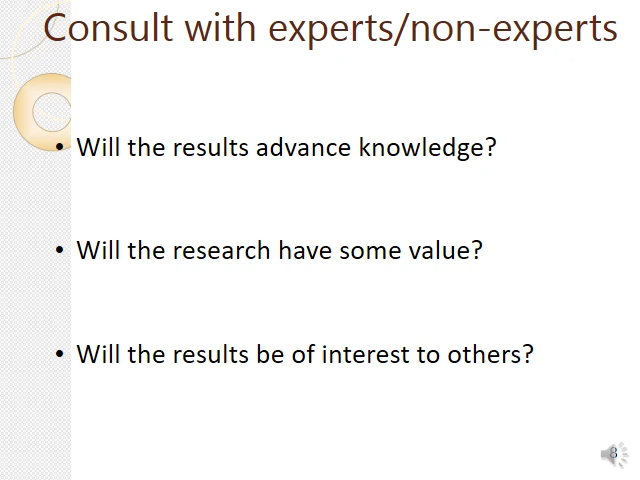 Consult with experts/non-experts
• Will the results advance knowledge?
• Will the research have some value?
• Will the results be of interest to others?
8